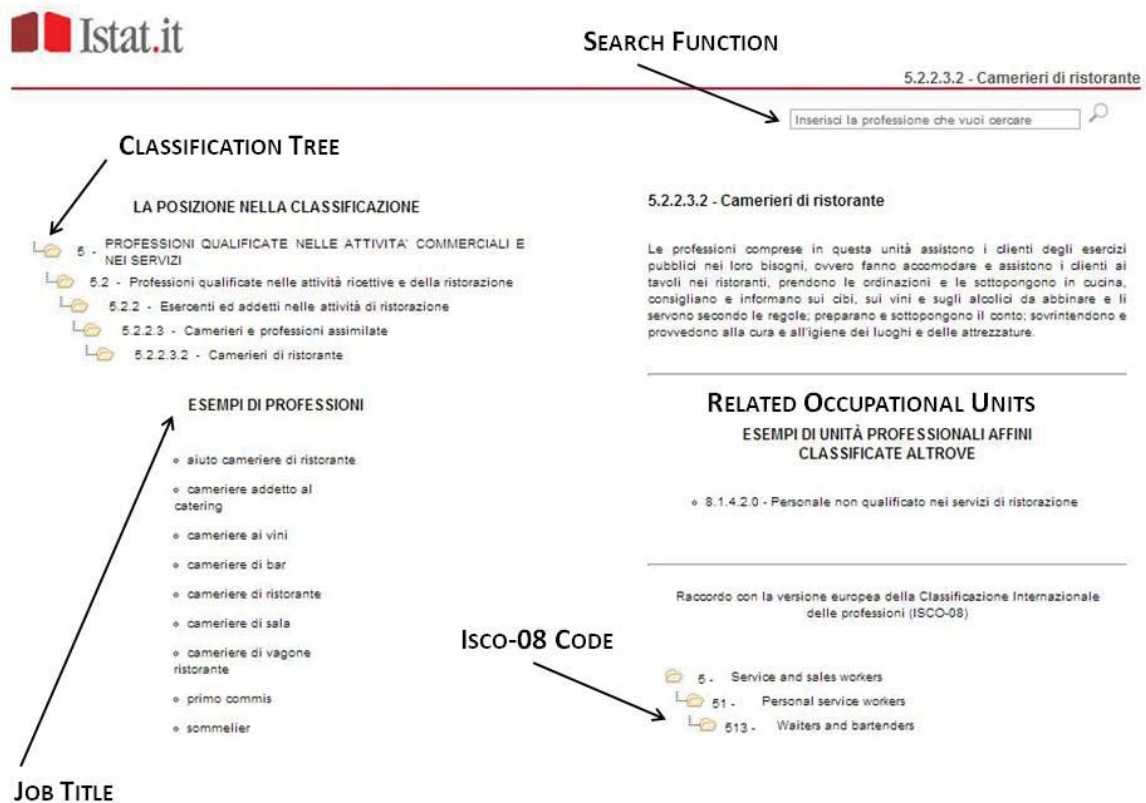 Istat.it
SEARCH FUNCTION
5.2.2.3.2 - Camerieri di ristorante
Inserisci la professione che vuoi cercare
CLASSIFICATION TREE
LA POSIZIONE NELLA CLASSIFICAZIONE
5 - PROFESSIONI QUALIFICATE NELLE ATTIVITA' COMMERCIALI E
NEI SERVIZI
5.2 - Professioni qualificate nelle attività ricettive e della ristorazione
5.2.2 - Esercenti ed addetti nelle attività di ristorazione
5.2.2.3 - Camerieri e professioni assimilate
5.2.2.3.2 - Camerieri di ristorante
ESEMPI DI PROFESSIONI
aiuto cameriere di ristorante
cameriere addetto al
catering
cameriere ai vini
cameriere di bar
cameriere di ristorante
cameriere di sala
cameriere di vagone
ristorante
primo commis
sommelier
JOB TITLE
5.2.2.3.2 - Camerieri di ristorante
Le professioni comprese in questa unità assistono i clienti degli esercizi
pubblici nei loro bisogni, ovvero fanno accomodare e assistono i clienti ai
tavoli nei ristoranti, prendono le ordinazioni e le sottopongono in cucina,
consigliano e informano sui cibi, sui vini e sugli alcolici da abbinare e li
servono secondo le regole; preparano e sottopongono il conto; sovrintendono e
provvedono alla cura e all'igiene dei luoghi e delle attrezzature.
RELATED OCCUPATIONAL UNITS
ESEMPI DI UNITÀ PROFESSIONALI AFFINI
CLASSIFICATE ALTROVE
8.1.4.2.0 - Personale non qualificato nei servizi di ristorazione
Raccordo con la versione europea della Classificazione Internazionale
delle professioni (ISCO-08)
ISCO-08 CODE
5 - Service and sales workers
51 - Personal service workers
513 - Waiters and bartenders